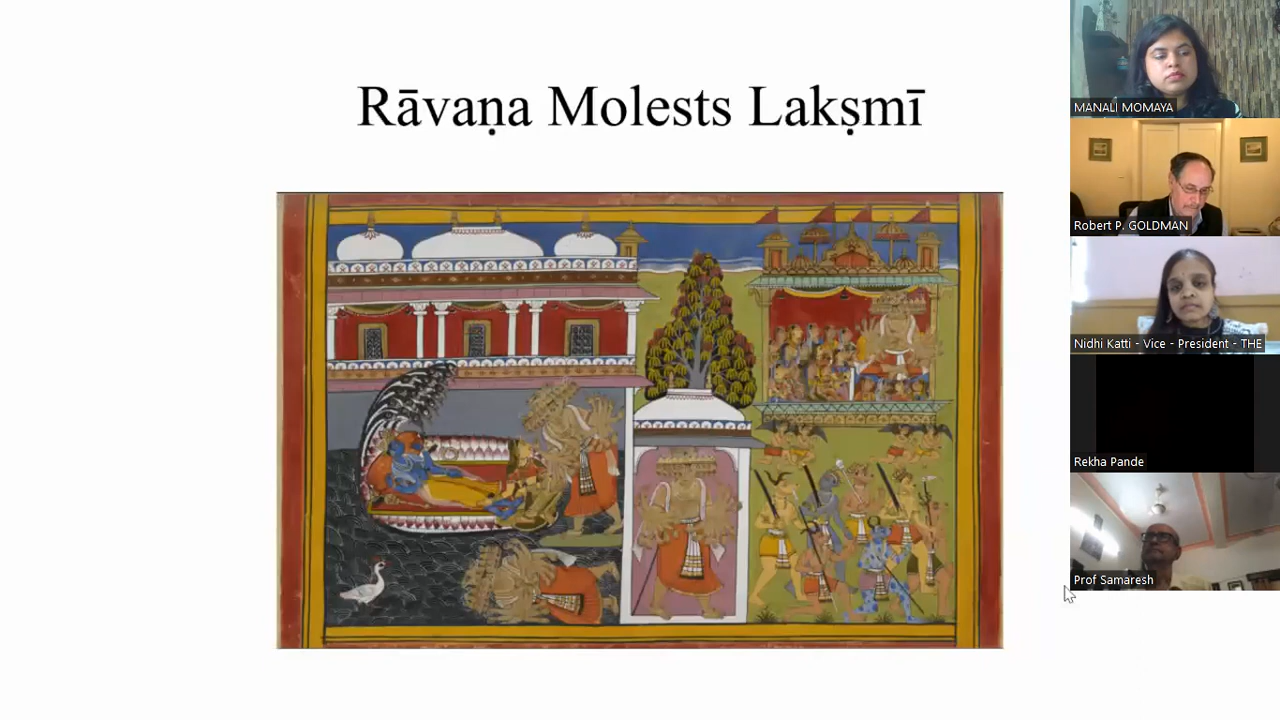 Rāvaṇa Molests Lakṣmī
MANALI MOMAYA
Robert P. GOLDMAN
Nidhi Katti - Vice - President - THE
Rekha Pande
Prof Samaresh